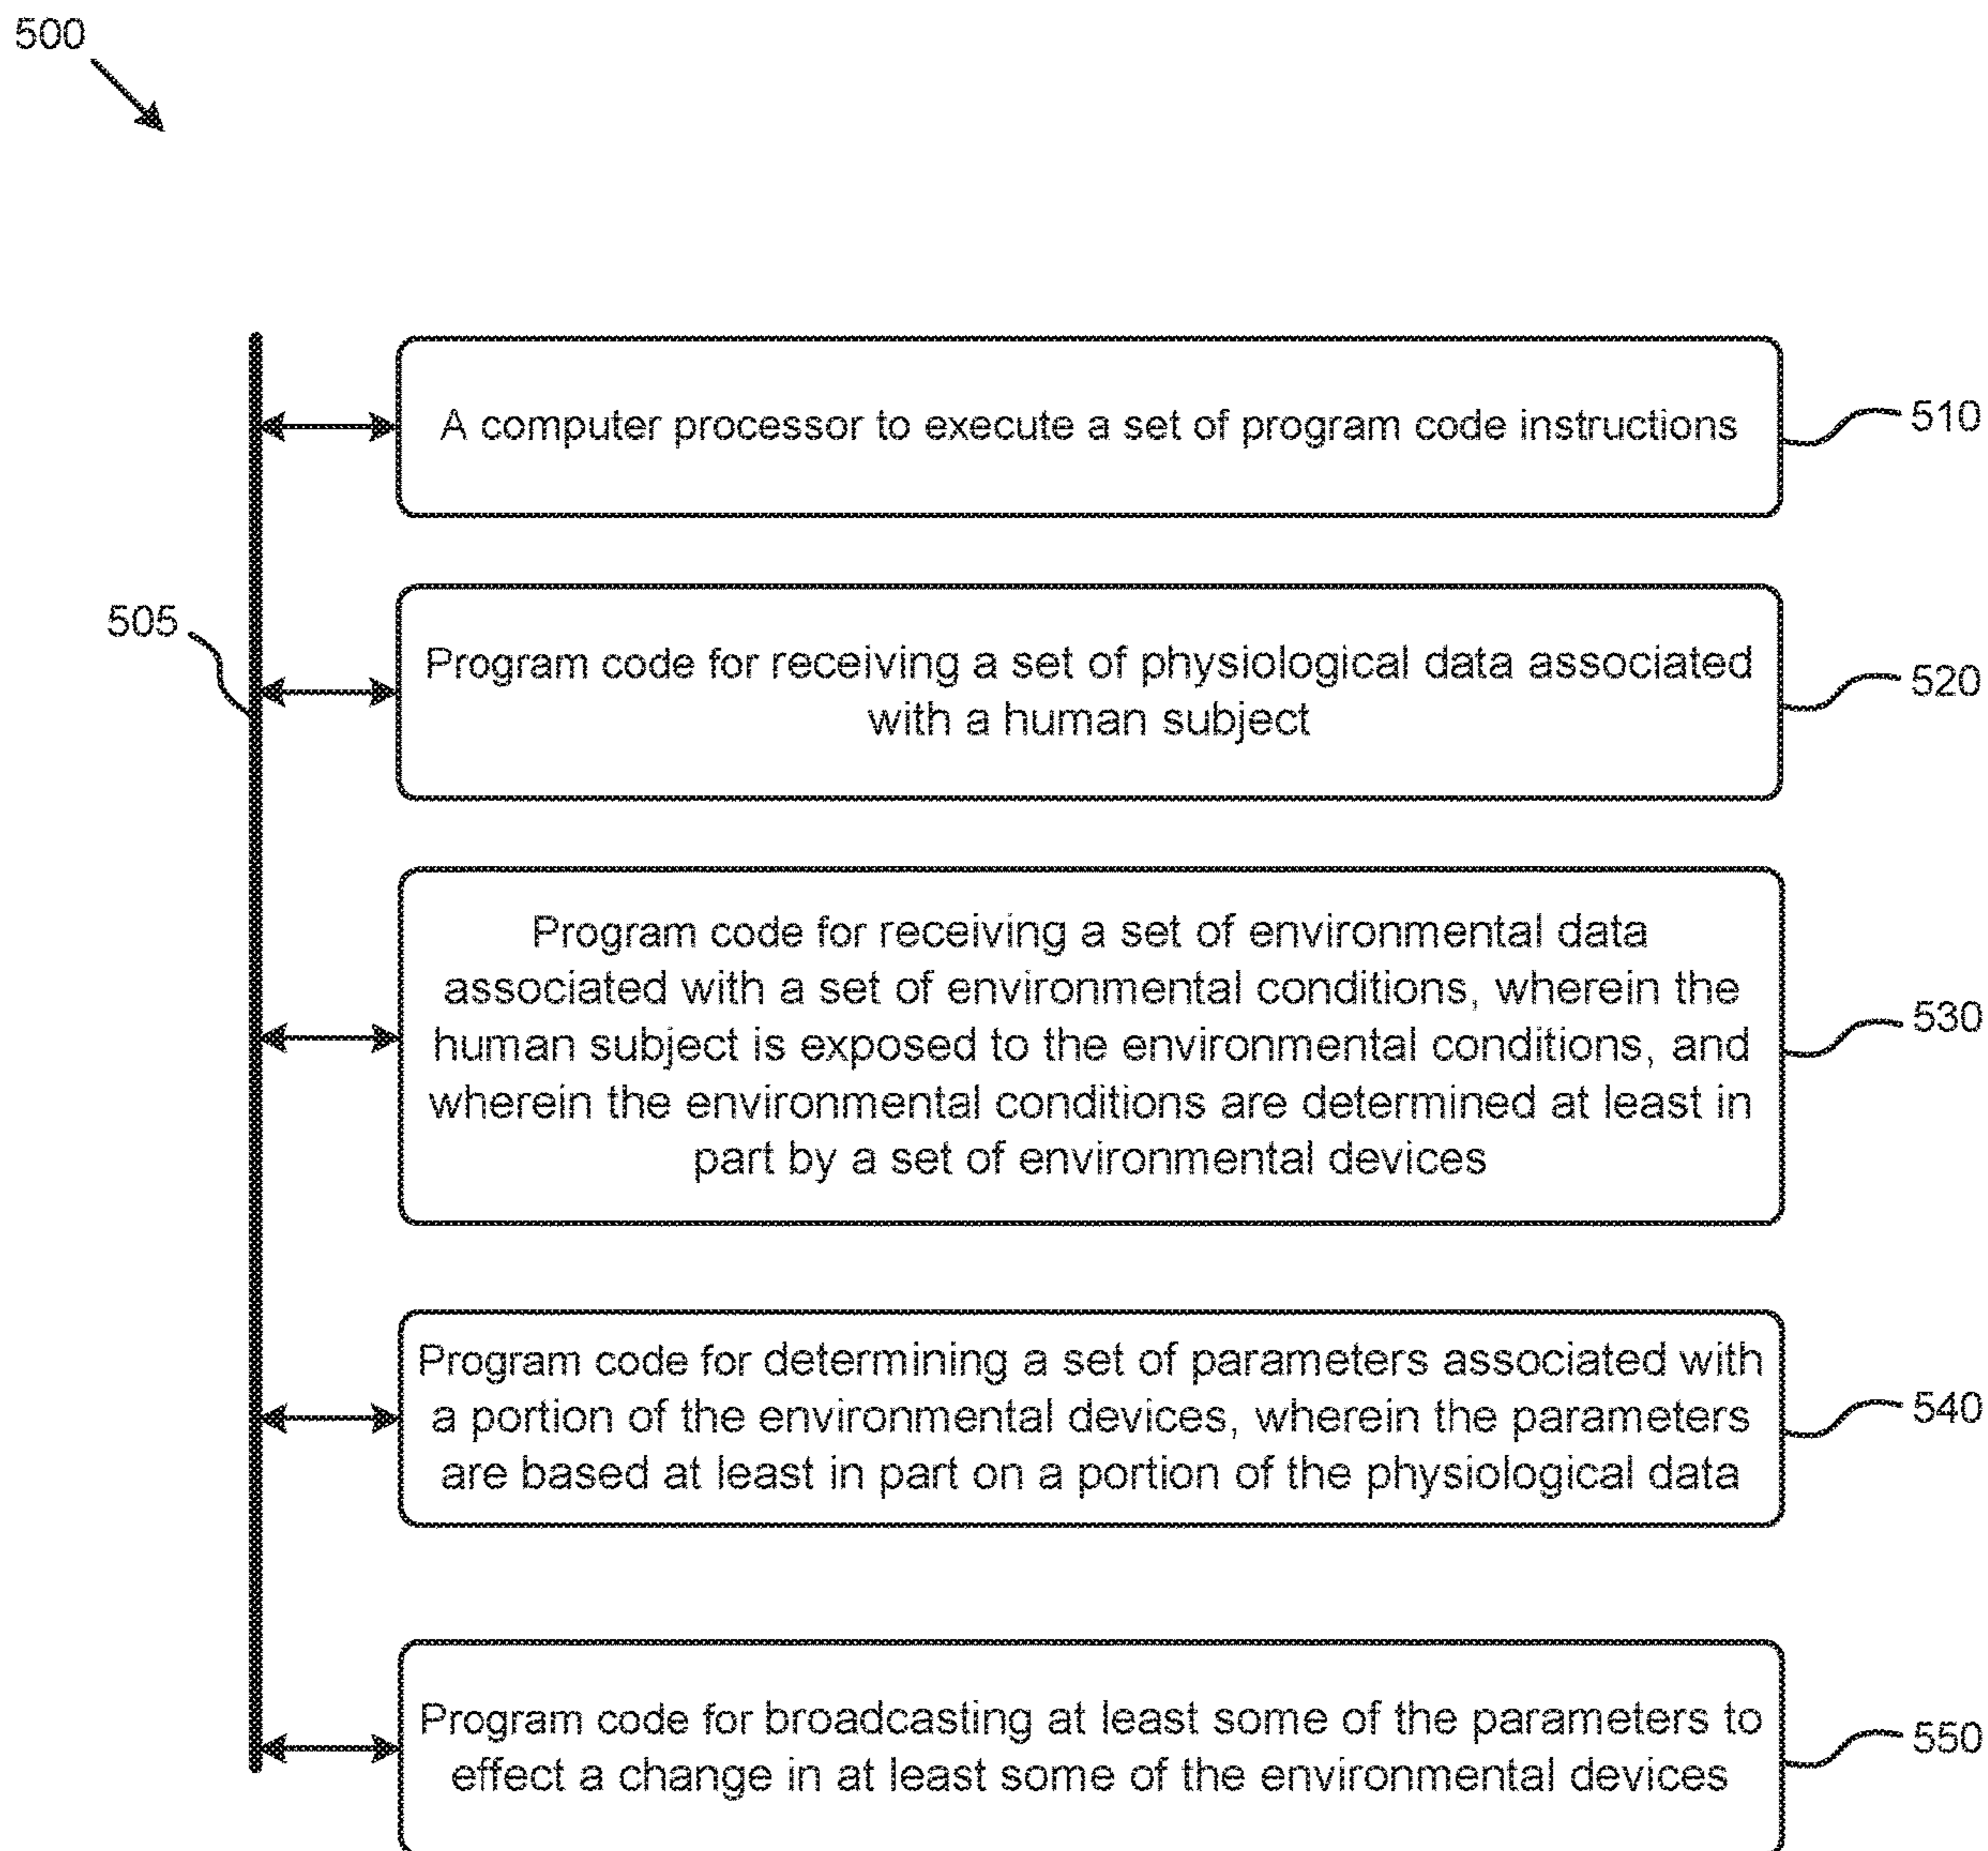 500
A computer processor to execute a set of program code instructions
510
505
Program code for receiving a set of physiological data associated
with a human subject
520
Program code for receiving a set of environmental data
associated with a set of environmental conditions, wherein the
human subject is exposed to the environmental conditions, and
wherein the environmental conditions are determined at least in
part by a set of environmental devices
530
Program code for determining a set of parameters associated with
a portion of the environmental devices, wherein the parameters
are based at least in part on a portion of the physiological data
540
Program code for broadcasting at least some of the parameters to
effect a change in at least some of the environmental devices
550